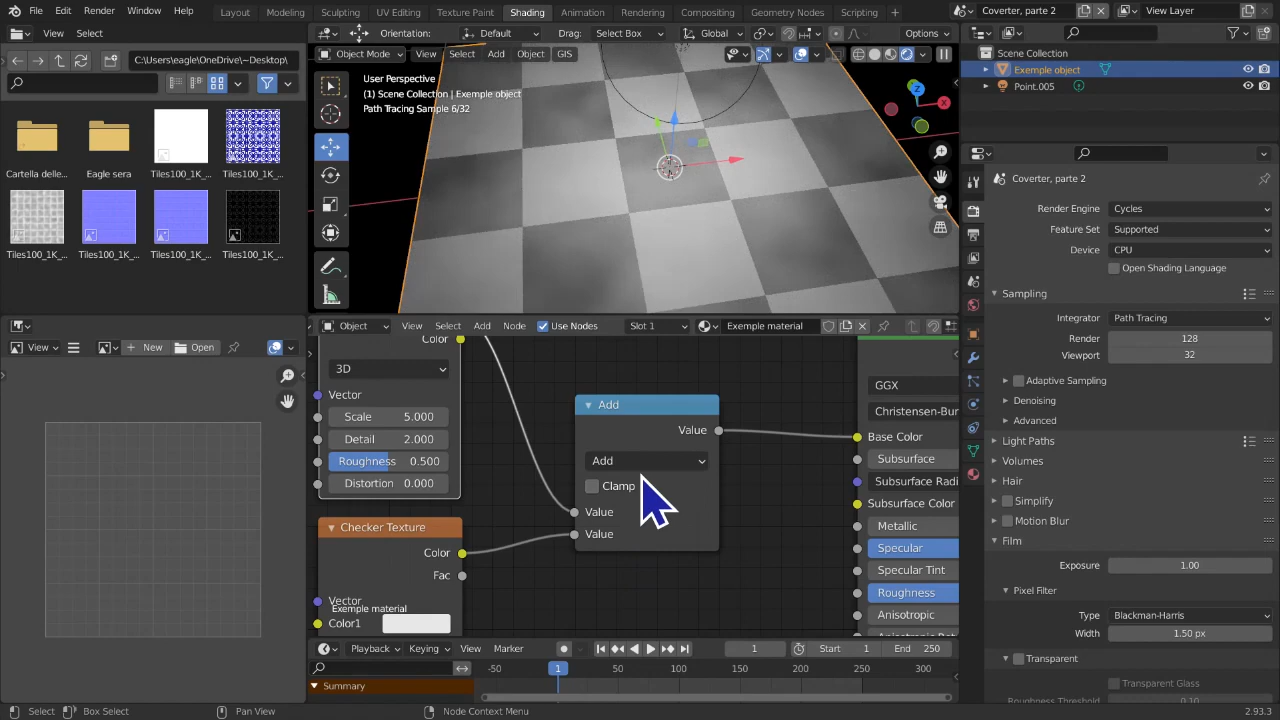 File Edit Render Window Help Layout Modeling Sculpting UV Editing Texture Paint Shading Animation Rendering Compositing Geometry Nodes Scripting + Coverter, parte 2 View Layer
View Select
Orientation: Default Drag: Select Box Global Options
Scene Collection
Exemple object
Point.005
C:\Users\eagle\OneDrive\~Desktop\
Object Mode View Select Add Object GIS
User Perspective
(1) Scene Collection | Exemple object
Path Tracing Sample 6/32
Cartella delle... Eagle sera Tiles100_1K_... Tiles100_1K_...
Tiles100_1K_... Tiles100_1K_... Tiles100_1K_... Tiles100_1K_...
View + New Open
Object View Select Add Node Use Nodes Slot 1 Exemple material
Color
3D
Vector
Scale 5.000
Detail 2.000
Roughness 0.500
Distortion 0.000
Checker Texture
Color
Fac
Vector
Exemple material
Color1
Add
Value
Add
Clamp
Value
Value
GGX
Christensen-Bur
Base Color
Subsurface
Subsurface Radi
Subsurface Color
Metallic
Specular
Specular Tint
Roughness
Anisotropic
Playback Keying View Marker 1 Start 1 End 250
-50 1 50 100 150 200 250 300
Summary
Coverter, parte 2
Render Engine Cycles
Feature Set Supported
Device CPU
Open Shading Language
Sampling
Integrator Path Tracing
Render 128
Viewport 32
Adaptive Sampling
Denoising
Advanced
Light Paths
Volumes
Hair
Simplify
Motion Blur
Film
Exposure 1.00
Pixel Filter
Type Blackman-Harris
Width 1.50 px
Transparent
Transparent Glass
Roughness Threshold 0.10
Select Box Select Pan View Node Context Menu 2.93.3